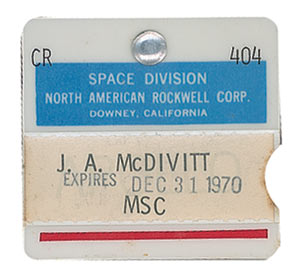 CR 404
SPACE DIVISION
NORTH AMERICAN ROCKWELL CORP.
DOWNEY, CALIFORNIA
J. A. McDIVITT
EXPIRES DEC 31 1970
MSC